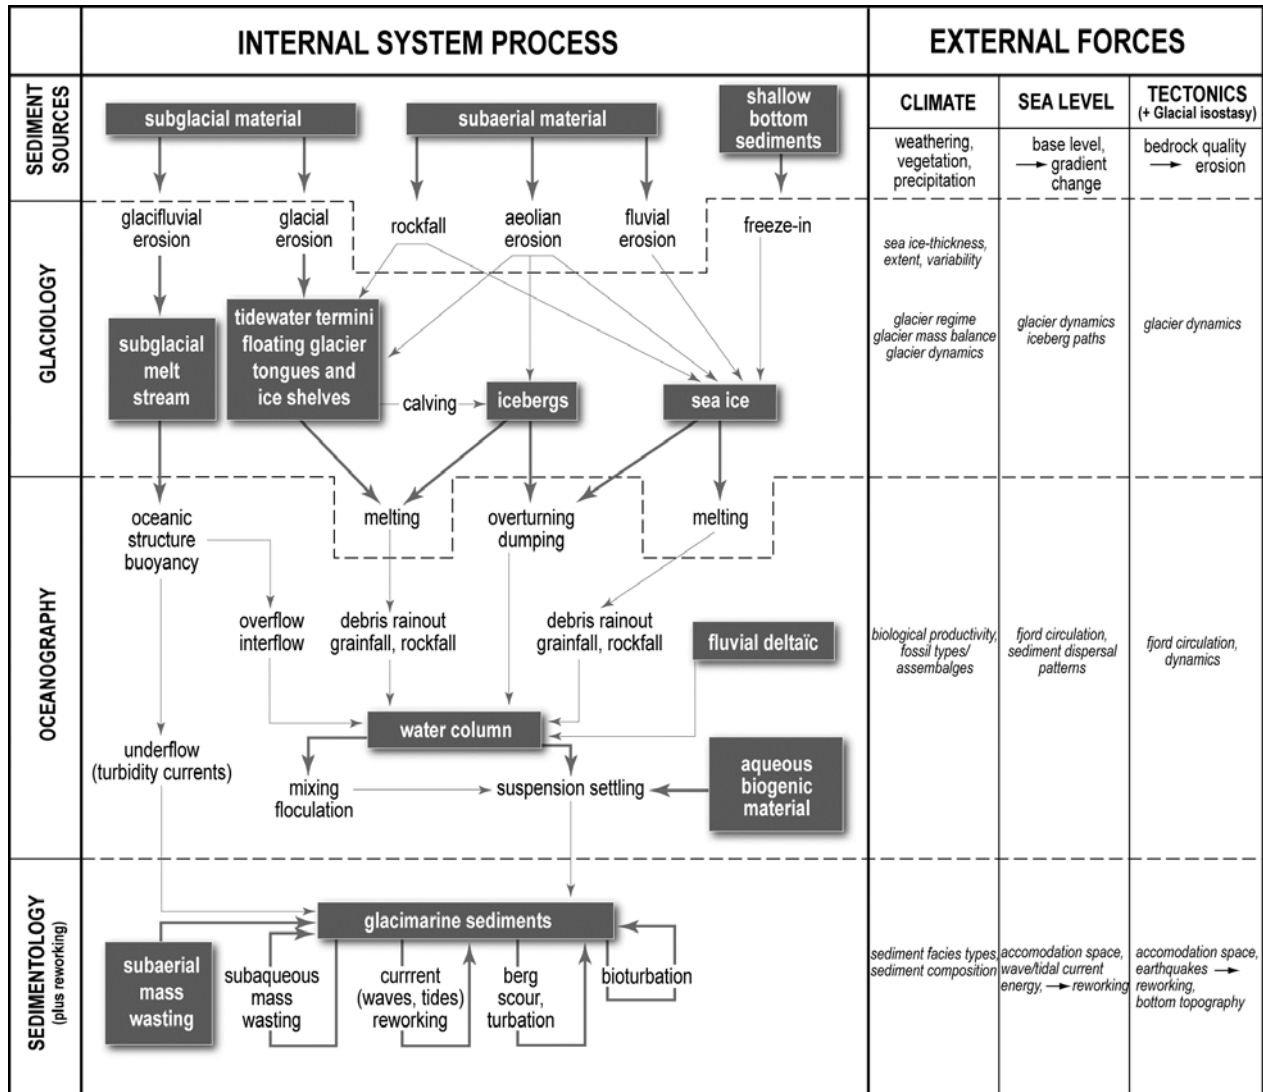 INTERNAL SYSTEM PROCESS
EXTERNAL FORCES
SEDIMENT
SOURCES
subglacial material
subaerial material
shallow
bottom
sediments
CLIMATE
SEA LEVEL
TECTONICS
(+ Glacial isostasy)
weathering,
vegetation,
precipitation
base level,
gradient
change
bedrock quality
erosion
GLACIOLOGY
glacifluvial
erosion
glacial
erosion
rockfall
aeolian
erosion
fluvial
erosion
freeze-in
subglacial
melt
stream
tidewater termini
floating glacier
tongues and
ice shelves
calving
icebergs
sea ice
sea ice-thickness,
extent, variability
glacier regime
glacier mass balance
glacier dynamics
glacier dynamics
iceberg paths
glacier dynamics
OCEANOGRAPHY
oceanic
structure
buoyancy
melting
overturning
dumping
melting
overflow
interflow
debris rainout
grainfall, rockfall
debris rainout
grainfall, rockfall
fluvial deltaïc
water column
underflow
(turbidity currents)
mixing
floculation
suspension settling
aqueous
biogenic
material
biological productivity,
fossil types/
assembalges
fjord circulation,
sediment dispersal
patterns
fjord circulation,
dynamics
SEDIMENTOLOGY
(plus reworking)
glacimarine sediments
subaerial
mass
wasting
subaqueous
mass
wasting
currrent
(waves, tides)
reworking
berg
scour,
turbation
bioturbation
sediment facies types,
sediment composition
accomodation space,
wave/tidal current
energy, reworking
accomodation space,
earthquakes
reworking,
bottom topography